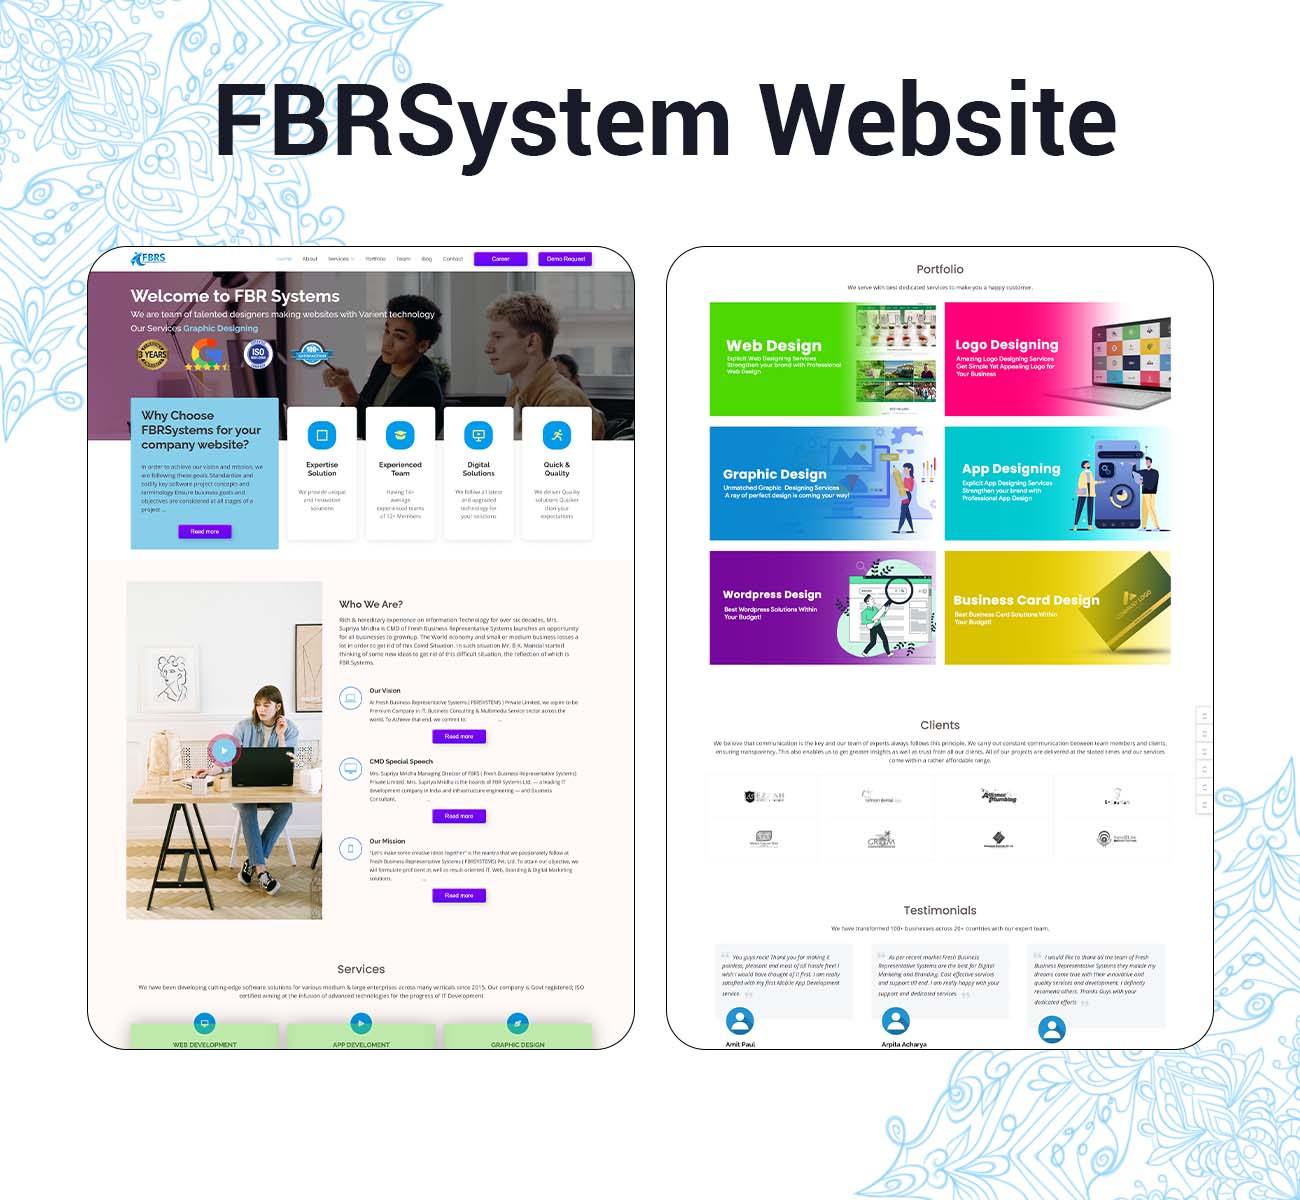 FBRSystem Website
FBRS
Home About Services Portfolio Team Blog Contact Career Demo Request
Welcome to FBR Systems
We are team of talented designers making websites with Varient technology
Our Services Graphic Designing
3 YEARS
G
ISO
100%
SATISFACTION
Why Choose
FBRSystems for your
company website?
In order to achieve our vision and mission, we
are following these goals. Standardize and
codify key software project concepts and
terminology Ensure business goals and
objectives are considered at all stages of a
project ...
Read more
Expertise
Solution
We provide unique
and innovation
solutions
Experienced
Team
Having 14+
average
experienced teams
of 12+ Members
Digital
Solutions
We follow all latest
and upgraded
technology for
your solutions
Quick &
Quality
We deliver Quality
solutions Quicker
than your
expectations
Who We Are?
Rich & hereditary experience on Information Technology for over six decades, Mrs.
Supriya Mridha is CMD of Fresh Business Representative Systems launches an opportunity
for all businesses to grownup. The World economy and small or medium business losses a
lot in order to get rid of this Covid Situation. In such situation Mr. B K. Mondal started
thinking of some new ideas to get rid of this difficult situation, the reflection of which is
FBR Systems.
Our Vision
At Fresh Business Representative Systems ( FBRSYSTEMS ) Private Limited, we aspire to be
Premium Company in IT, Business Consulting & Multimedia Service sector across the
world. To Achieve that end, we commit to: ...
Read more
CMD Special Speech
Mrs. Supriya Mridha Managing Director of FBRS ( Fresh Business Representative Systems)
Private Limited. Mrs. Supriya Mridha is the boards of FBR Systems Ltd. — a leading IT
development company in India and infrastructure engineering — and Business
Consultant. ...
Read more
Our Mission
"Let's make some creative ideas together" is the mantra that we passionately follow at
Fresh Business Representative Systems ( FBRSYSTEMS) Pvt. Ltd. To attain our objective, we
will formulate proficient as well as result-oriented IT, Web, Branding & Digital Marketing
solutions. ...
Read more
Services
We have been developing cutting-edge software solutions for various medium & large enterprises across many verticals since 2015. Our company is Govt registered; ISO
certified aiming at the infusion of advanced technologies for the progress of IT Development
WEB DEVELOPMENT
APP DEVELOMENT
GRAPHIC DESIGN
Portfolio
We serve with best dedicated services to make you a happy customer.
Web Design
Explicit Web Designing Services
Strengthen your brand with Professional
Web Design
Logo Designing
Amazing Logo Designing Services
Get Simple Yet Appealing Logo for
Your Business
Graphic Design
Unmatched Graphic Designing Services
A ray of perfect design is coming your way!
App Designing
Explicit App Designing Services
Strengthen your brand with
Professional App Design
Wordpress Design
Best Wordpress Solutions Within
Your Budget!
Business Card Design
Best Business Card Solutions Within
Your Budget!
COMPANY LOGO
Clients
We believe that communication is the key and our team of experts always follows this principle. We carry out constant communication between team members and clients,
ensuring transparency. This also enables us to get greater insights as well as trust from all our clients. All of our projects are delivered at the stated times and our services
come within a rather affordable range.
Plumbing
Testimonials
We have transformed 100+ businesses across 20+ countries with our expert team.
You guys rock! Thank you for making it
painless, pleasant and most of all hassle free! I
wish I would have thought of it first. I am really
satisfied with my first Mobile App Development
service.
Amit Paul
As per recent market Fresh Business
Representative Systems are the best for Digital
Marketing and Branding. Cost effective services
and support till end. I am really happy with your
support and dedicated services
Arpita Acharya
I would like to thank all the team of Fresh
Business Representative Systems they made my
dreams come true with their innovative and
quality services and development. I definitely
recomend others. Thanks Guys with your
dedicated efforts